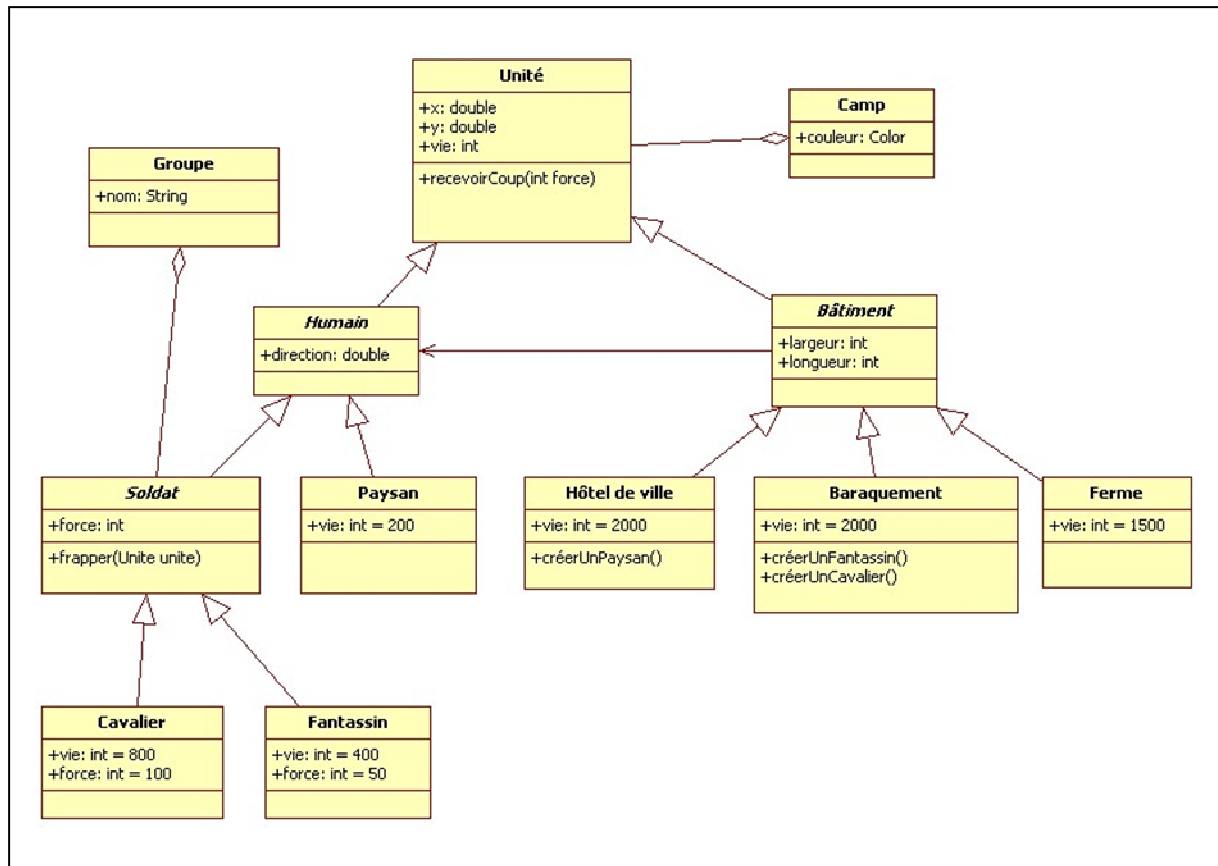 Unité
+x: double
+y: double
+vie: int
+recevoirCoup(int force)
Camp
+couleur: Color
Groupe
+nom: String
Humain
+direction: double
Bâtiment
+largeur: int
+longueur: int
Soldat
+force: int
+frapper(Unite unite)
Paysan
+vie: int = 200
Hôtel de ville
+vie: int = 2000
+créerUnPaysan()
Baraquement
+vie: int = 2000
+créerUnFantassin()
+créerUnCavalier()
Ferme
+vie: int = 1500
Cavalier
+vie: int = 800
+force: int = 100
Fantassin
+vie: int = 400
+force: int = 50